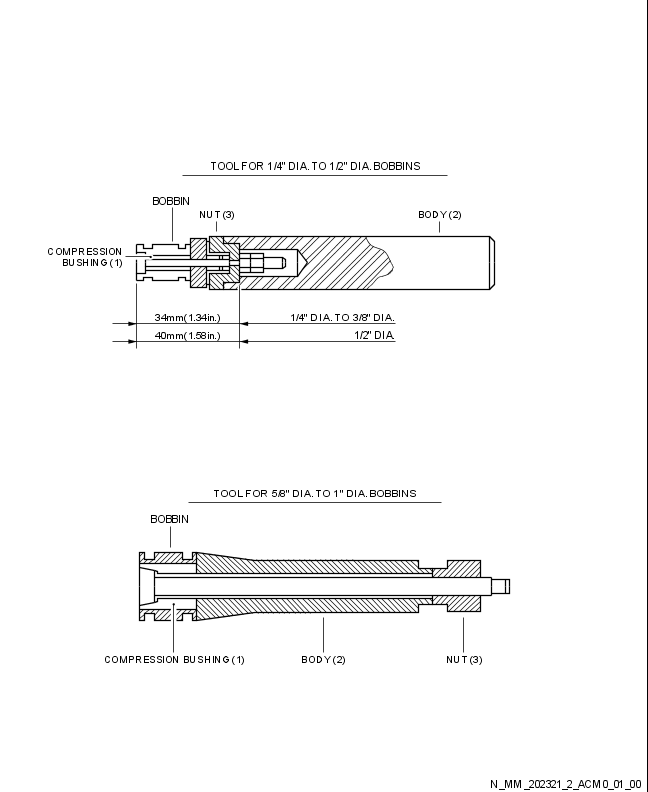 TOOL FOR 1/4" DIA. TO 1/2" DIA. BOBBINS
BOBBIN
NUT (3)
BODY (2)
COMPRESSION
BUSHING (1)
34mm(1.34in.)
1/4" DIA. TO 3/8" DIA.
40mm(1.58in.)
1/2" DIA.
TOOL FOR 5/8" DIA. TO 1" DIA. BOBBINS
BOBBIN
COMPRESSION BUSHING (1)
BODY (2)
NUT (3)
N_MM_202321_2_ACM0_01_00